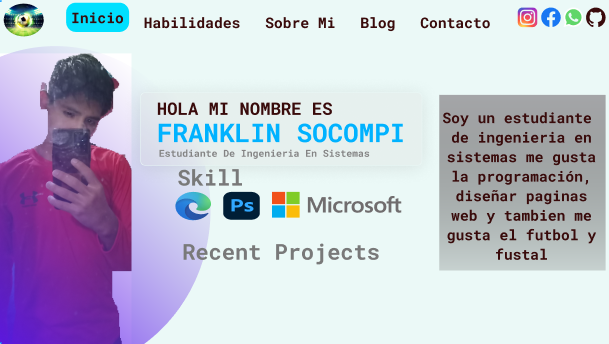 Inicio
Habilidades
Sobre Mi
Blog
Contacto
HOLA MI NOMBRE ES
FRANKLIN SOCOMPI
Estudiante De Ingenieria En Sistemas
Skill
Ps
Microsoft
Recent Projects
Soy un estudiante
de ingenieria en
sistemas me gusta
la programación,
diseñar paginas
web y tambien me
gusta el futbol y
fustal